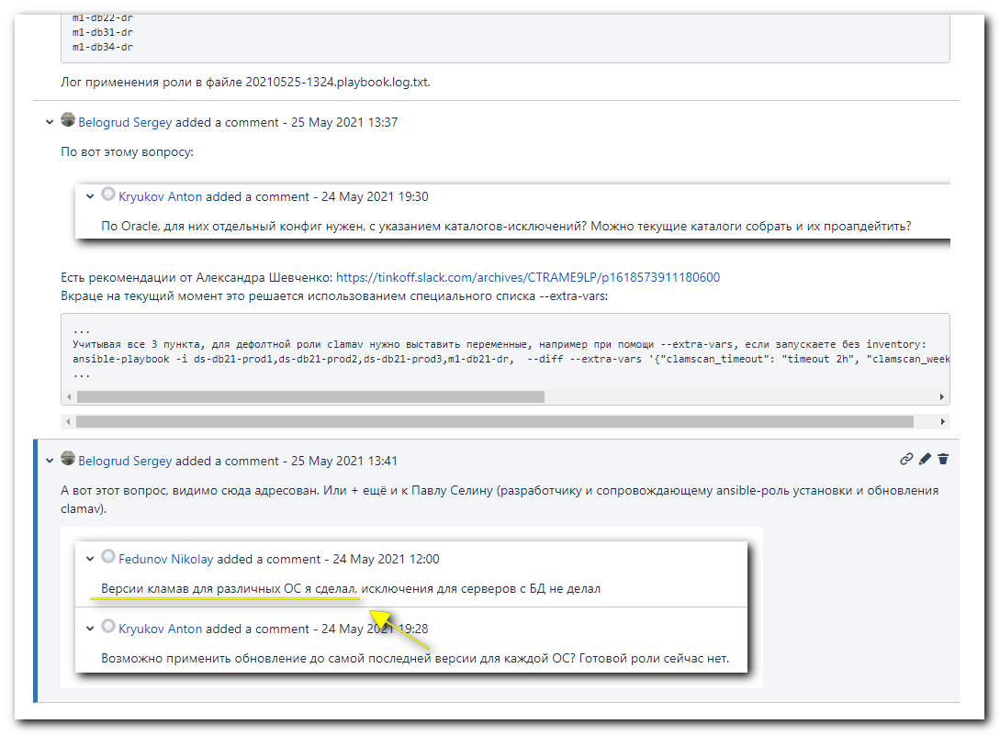 m1-db22-dr
m1-db31-dr
m1-db34-dr
Лог применения роли в файле 20210525-1324.playbook.log.txt.
Belogrud Sergey added a comment - 25 May 2021 13:37
По вот этому вопросу:
Kryukov Anton added a comment - 24 May 2021 19:30
По Oracle, для них отдельный конфиг нужен, с указанием каталогов-исключений? Можно текущие каталоги собрать и их проапдейтить?
Есть рекомендации от Александра Шевченко: https://tinkoff.slack.com/archives/CTRAME9LP/p1618573911180600
Вкраце на текущий момент это решается использованием специального списка --extra-vars:
...
Учитывая все 3 пункта, для дефолтной роли clamav нужно выставить переменные, например при помощи --extra-vars, если запускаете без inventory:
ansible-playbook -i ds-db21-prod1,ds-db21-prod2,ds-db21-prod3,m1-db21-dr,  --diff --extra-vars '{"clamscan_timeout": "timeout 2h", "clamscan_week
...
Belogrud Sergey added a comment - 25 May 2021 13:41
А вот этот вопрос, видимо сюда адресован. Или + ещё и к Павлу Селину (разработчику и сопровождающему ansible-роль установки и обновления
clamav).
Fedunov Nikolay added a comment - 24 May 2021 12:00
Версии кламав для различных ОС я сделал, исключения для серверов с БД не делал
Kryukov Anton added a comment - 24 May 2021 19:28
Возможно применить обновление до самой последней версии для каждой ОС? Готовой роли сейчас нет.